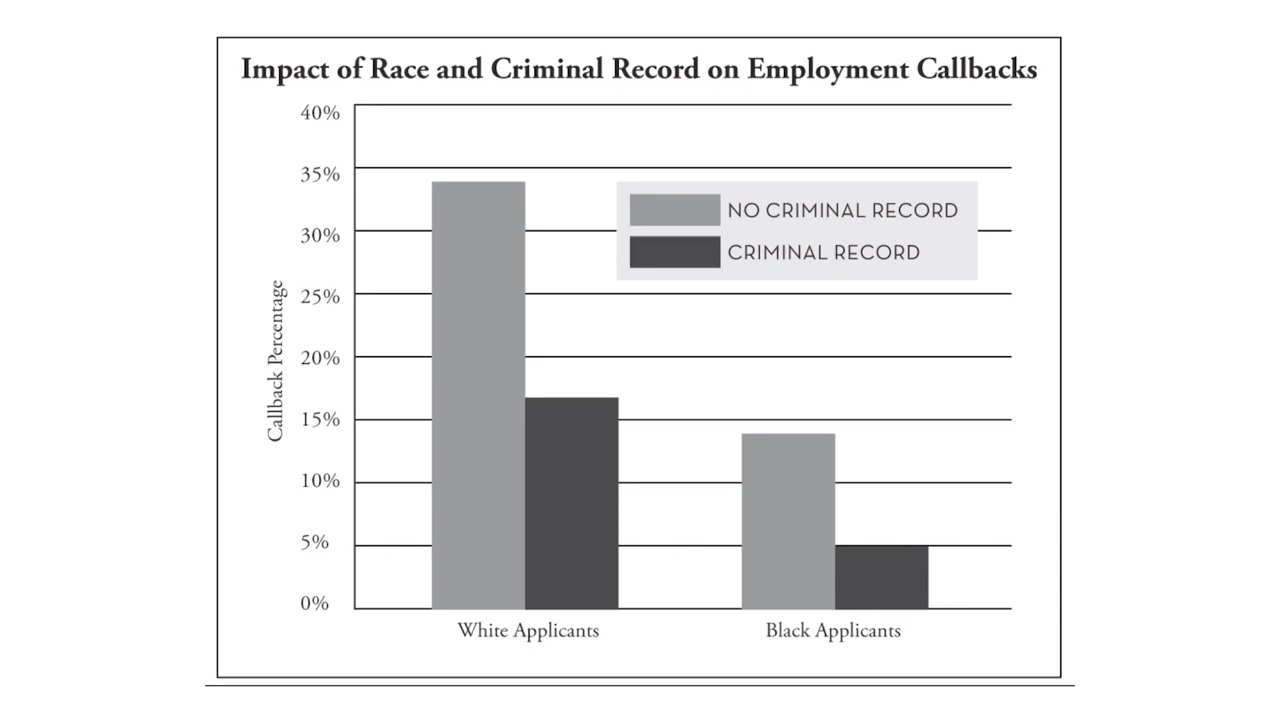 Impact of Race and Criminal Record on Employment Callbacks
40%
35%
30%
25%
20%
15%
10%
5%
0%
Callback Percentage
NO CRIMINAL RECORD
CRIMINAL RECORD
White Applicants
Black Applicants